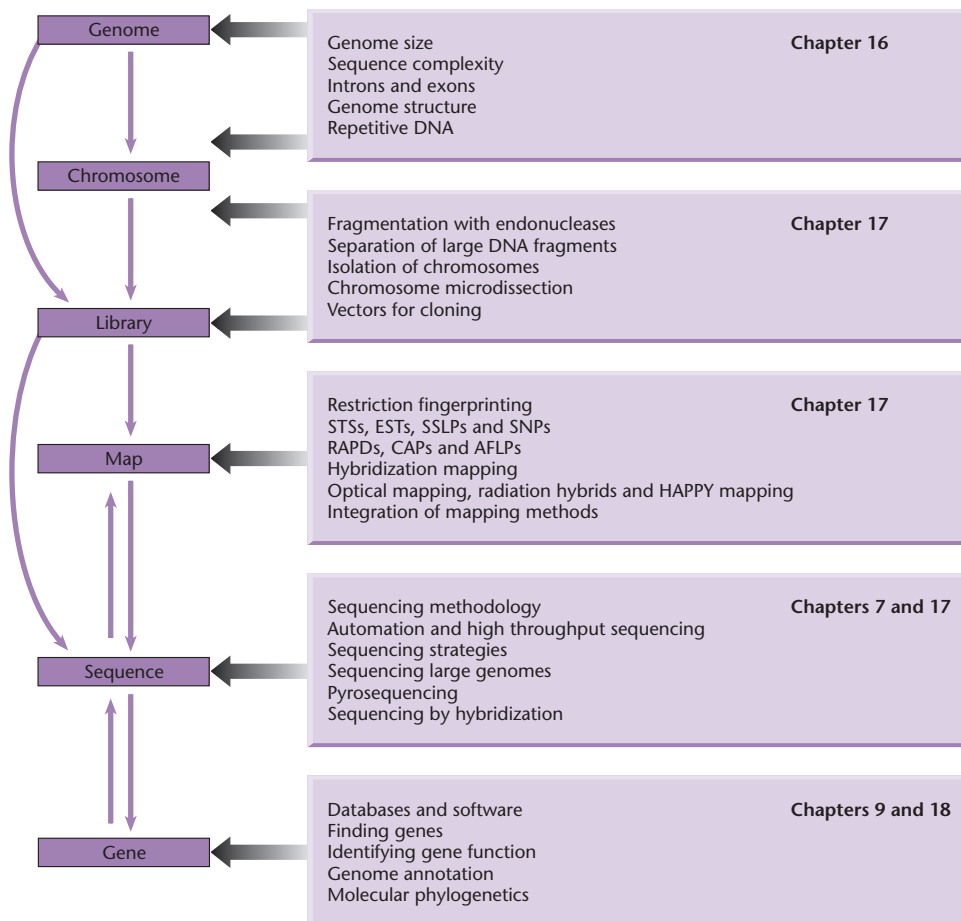 Genome
Genome size
Chapter 16
Sequence complexity
Introns and exons
Genome structure
Repetitive DNA
Chromosome
Fragmentation with endonucleases
Chapter 17
Separation of large DNA fragments
Isolation of chromosomes
Chromosome microdissection
Vectors for cloning
Library
Restriction fingerprinting
Chapter 17
STSs, ESTs, SSLPs and SNPs
RAPDs, CAPs and AFLPs
Hybridization mapping
Optical mapping, radiation hybrids and HAPPY mapping
Integration of mapping methods
Map
Sequencing methodology
Chapters 7 and 17
Automation and high throughput sequencing
Sequencing strategies
Sequencing large genomes
Pyrosequencing
Sequencing by hybridization
Sequence
Databases and software
Chapters 9 and 18
Finding genes
Identifying gene function
Genome annotation
Molecular phylogenetics
Gene